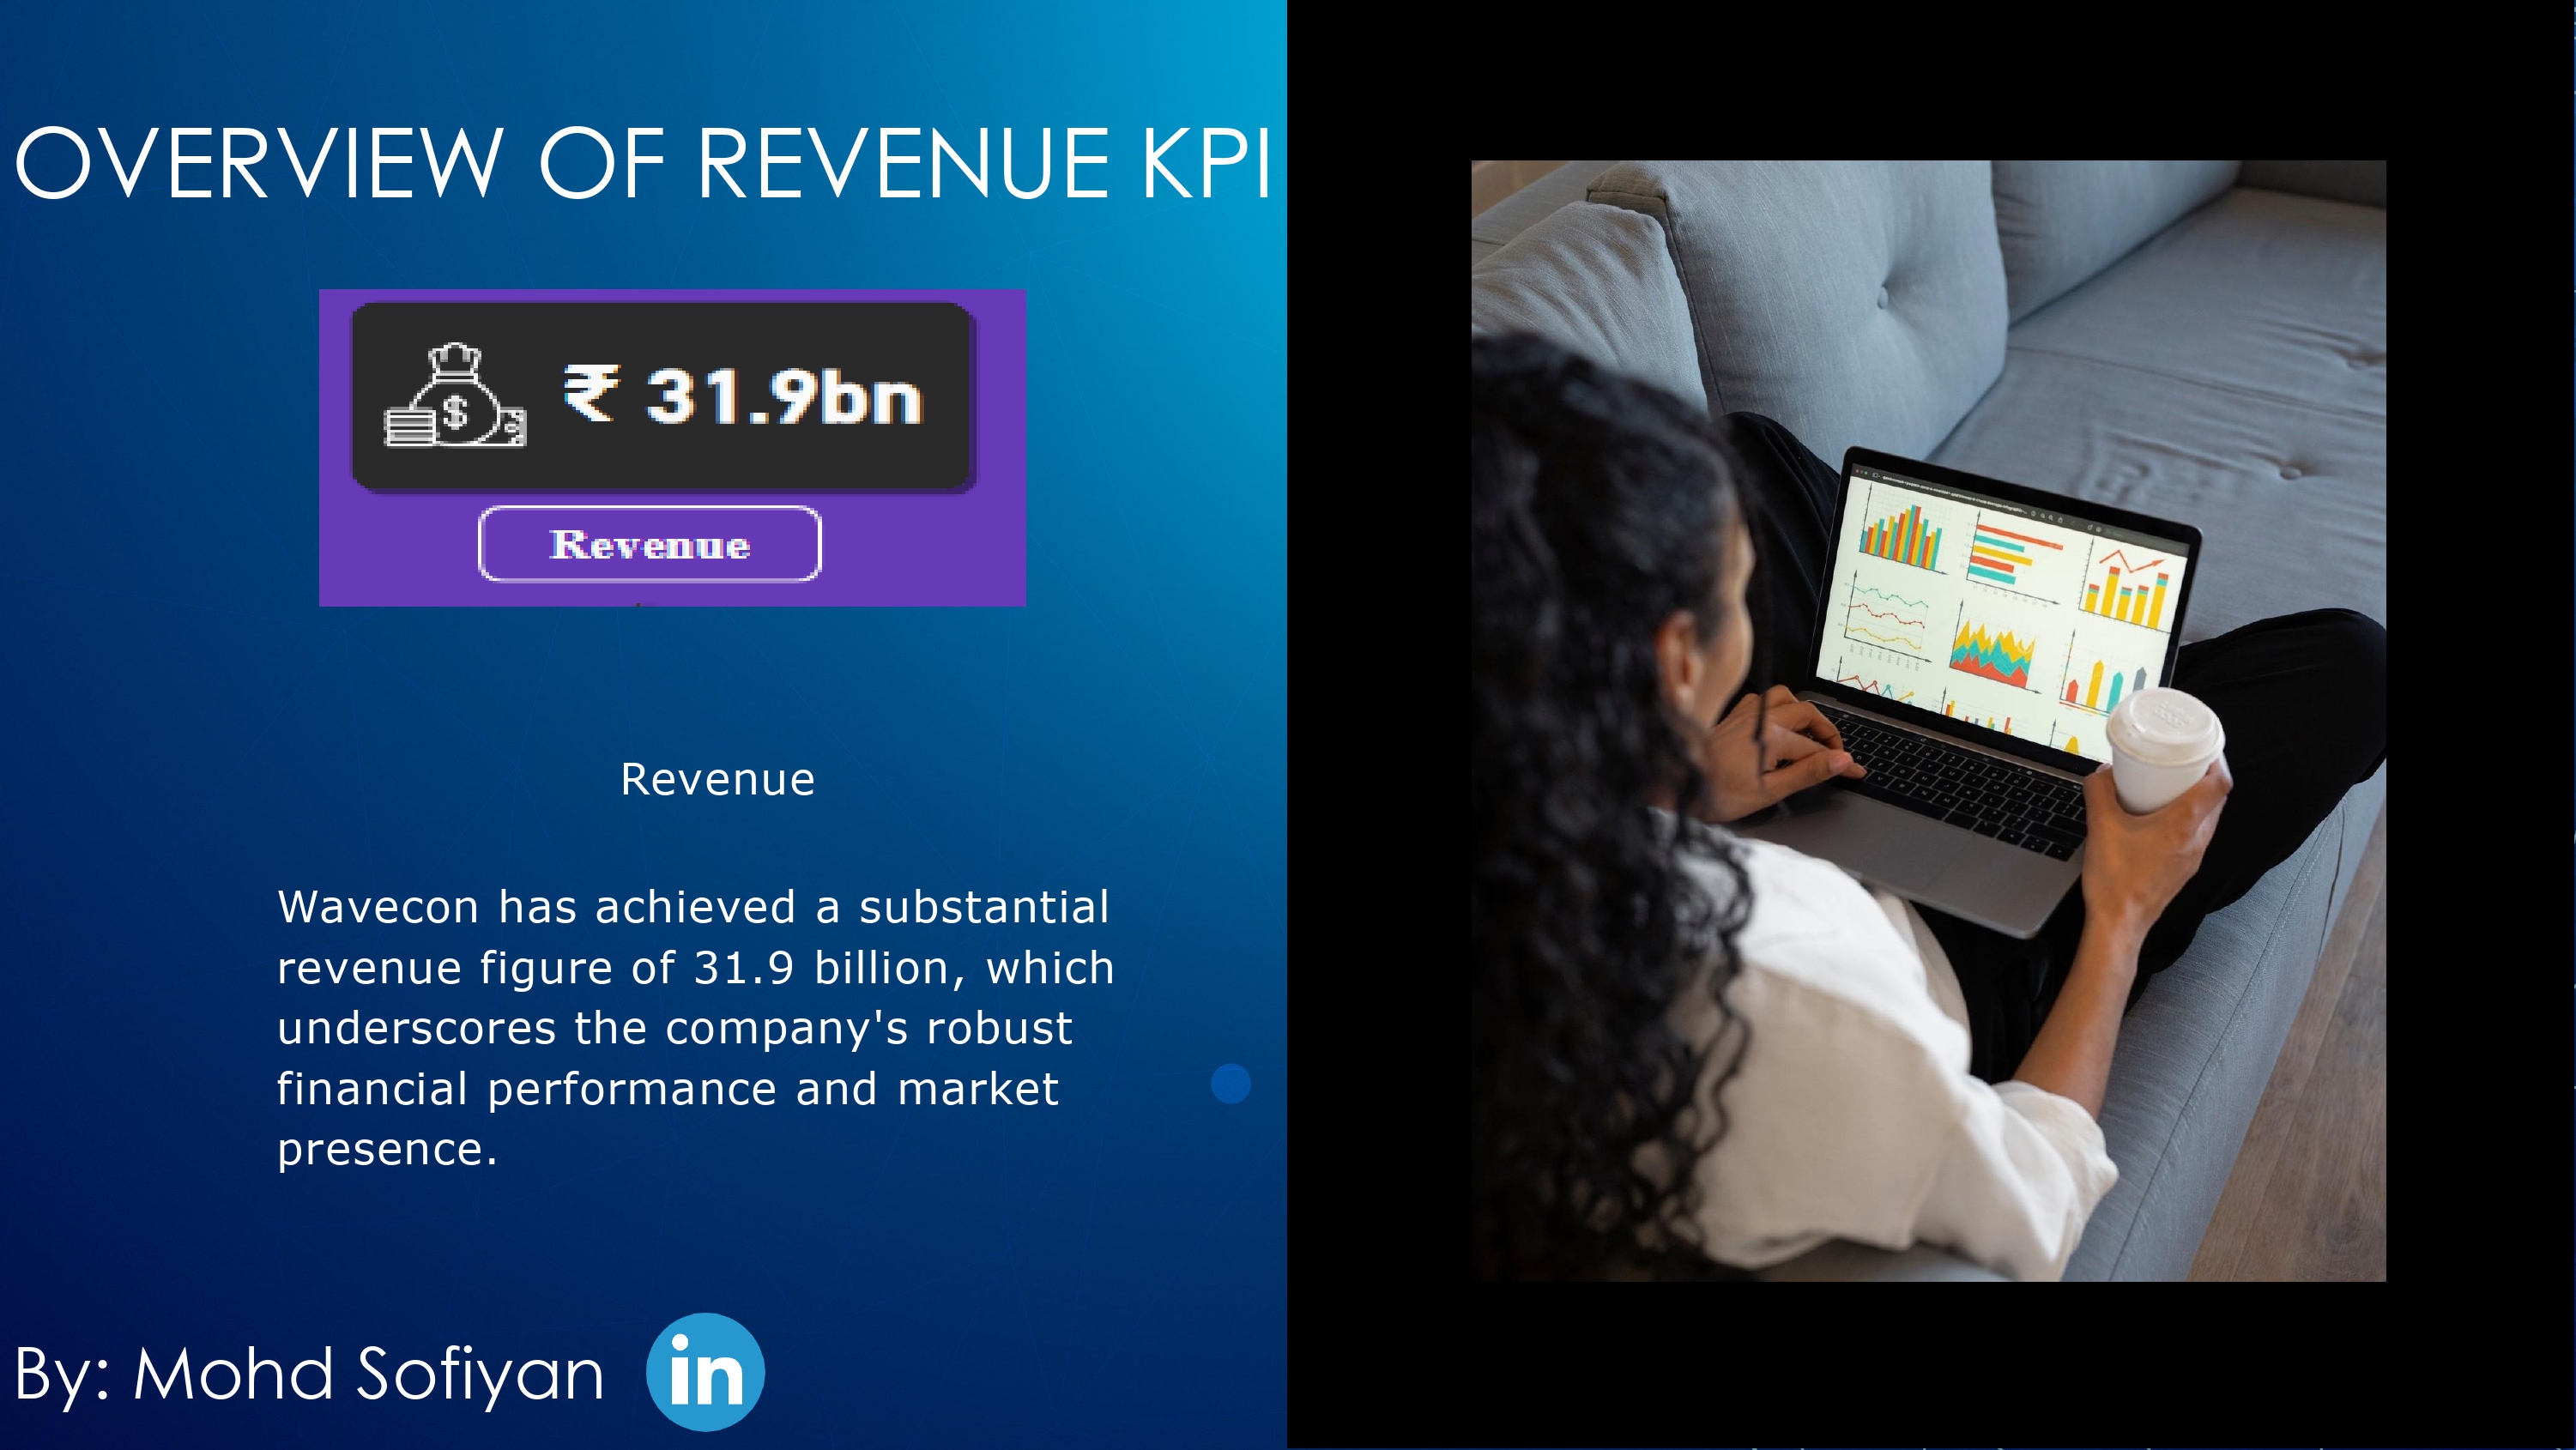 OVERVIEW OF REVENUE KPI
$
₹ 31.9bn
Revenue
Revenue
Wavecon has achieved a substantial
revenue figure of 31.9 billion, which
underscores the company's robust
financial performance and market
presence.
By: Mohd Sofiyan
in